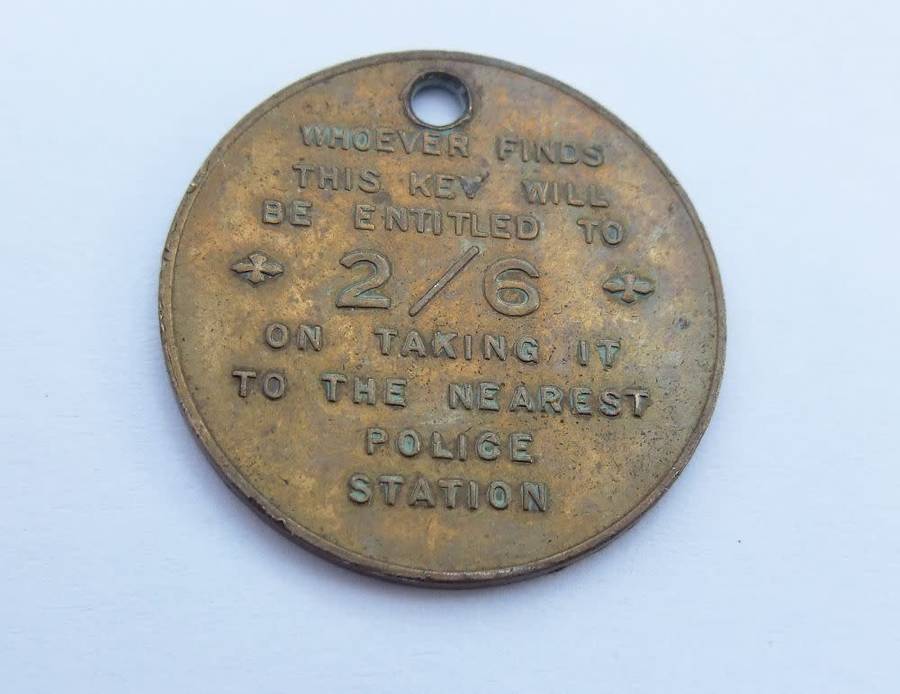 WHOEVER FINDS
THIS KEY WILL
BE ENTITLED TO
2/6
ON TAKING IT
TO THE NEAREST
POLICE
STATION